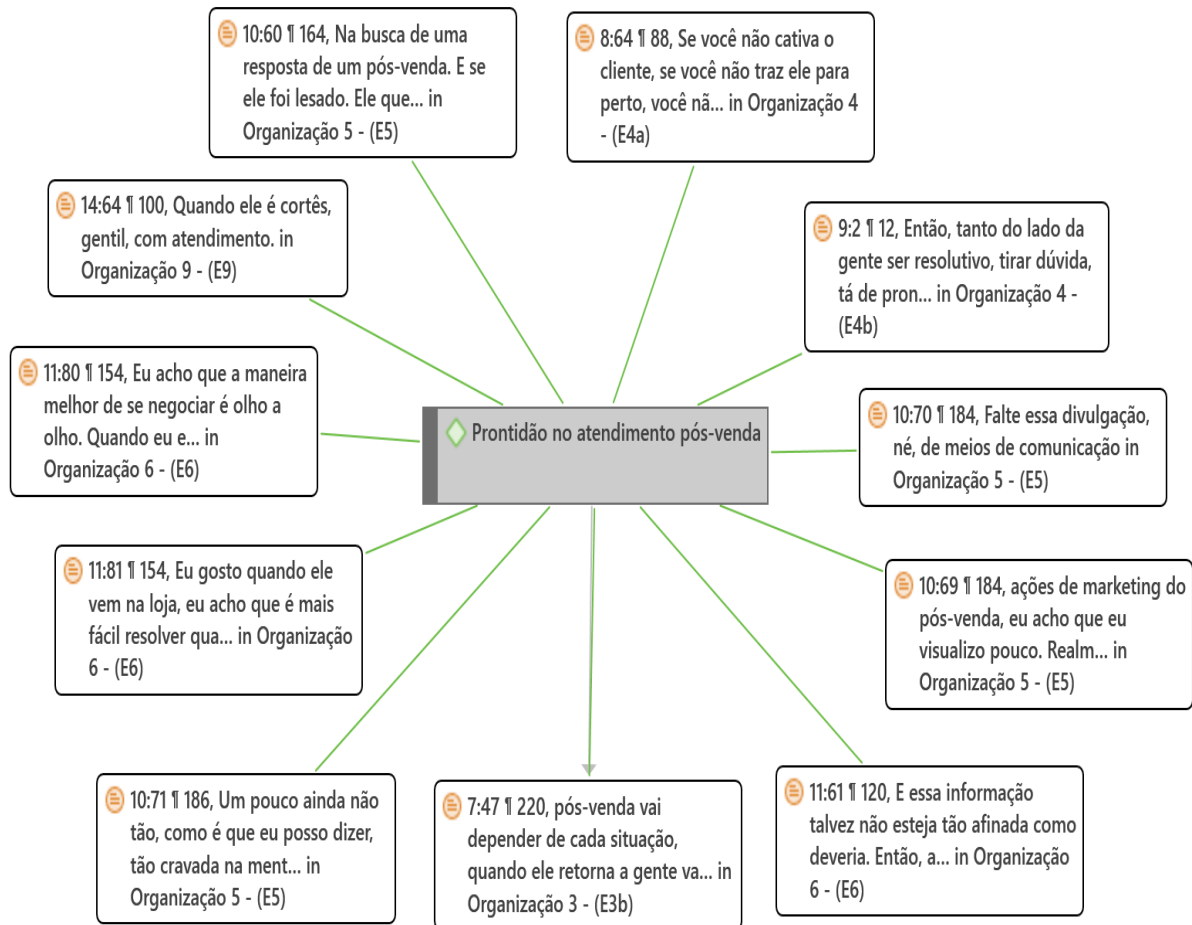 10:60 ¶ 164, Na busca de uma
resposta de um pós-venda. E se
ele foi lesado. Ele que... in
Organização 5 - (E5)
8:64 ¶ 88, Se você não cativa o
cliente, se você não traz ele para
perto, você nã... in Organização 4
- (E4a)
14:64 ¶ 100, Quando ele é cortês,
gentil, com atendimento. in
Organização 9 - (E9)
9:2 ¶ 12, Então, tanto do lado da
gente ser resolutivo, tirar dúvida,
tá de pron... in Organização 4 -
(E4b)
11:80 ¶ 154, Eu acho que a maneira
melhor de se negociar é olho a
olho. Quando eu e... in
Organização 6 - (E6)
Prontidão no atendimento pós-venda
10:70 ¶ 184, Falte essa divulgação,
né, de meios de comunicação in
Organização 5 - (E5)
11:81 ¶ 154, Eu gosto quando ele
vem na loja, eu acho que é mais
fácil resolver qua... in Organização
6 - (E6)
10:69 ¶ 184, ações de marketing do
pós-venda, eu acho que eu
visualizo pouco. Realm... in
Organização 5 - (E5)
10:71 ¶ 186, Um pouco ainda não
tão, como é que eu posso dizer,
tão cravada na ment... in
Organização 5 - (E5)
7:47 ¶ 220, pós-venda vai
depender de cada situação,
quando ele retorna a gente va... in
Organização 3 - (E3b)
11:61 ¶ 120, E essa informação
talvez não esteja tão afinada como
deveria. Então, a... in Organização
6 - (E6)